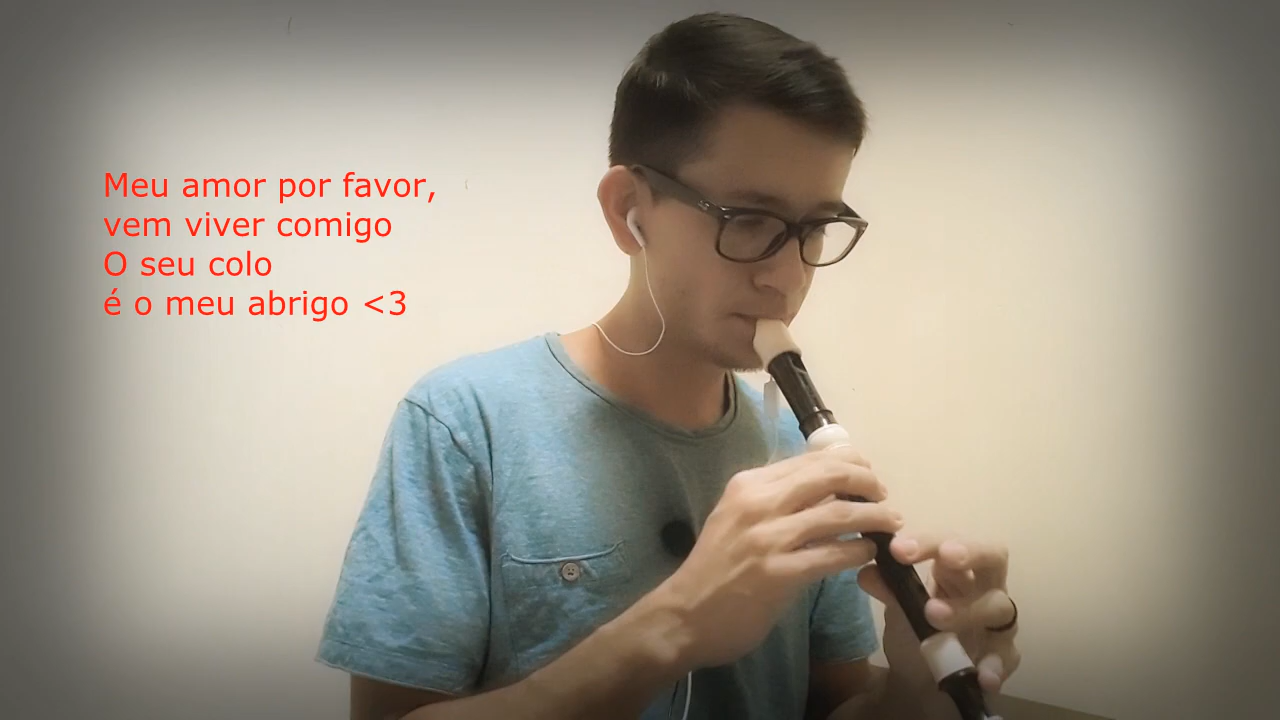 Meu amor por favor,
vem viver comigo
O seu colo
é o meu abrigo <3